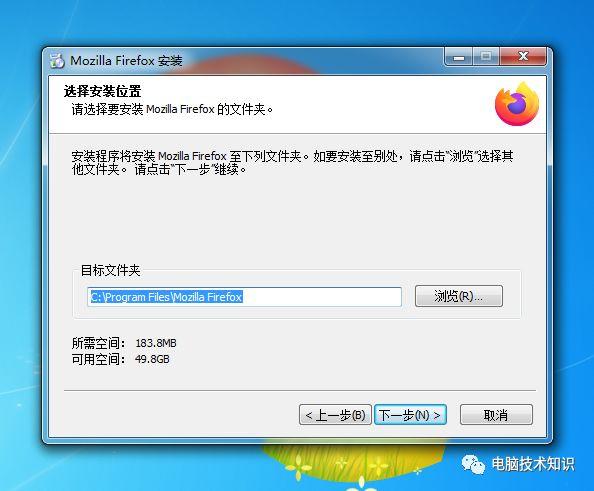 Mozilla Firefox 安装
选择安装位置
请选择要安装 Mozilla Firefox 的文件夹。
安装程序将安装 Mozilla Firefox 至下列文件夹。如要安装至别处，请点击“浏览”选择其
他文件夹。 请点击“下一步”继续。
目标文件夹
C:\Program Files\Mozilla Firefox
浏览(R)...
所需空间： 183.8MB
可用空间： 49.8GB
< 上一步(B) 下一步(N) > 取消
电脑技术知识